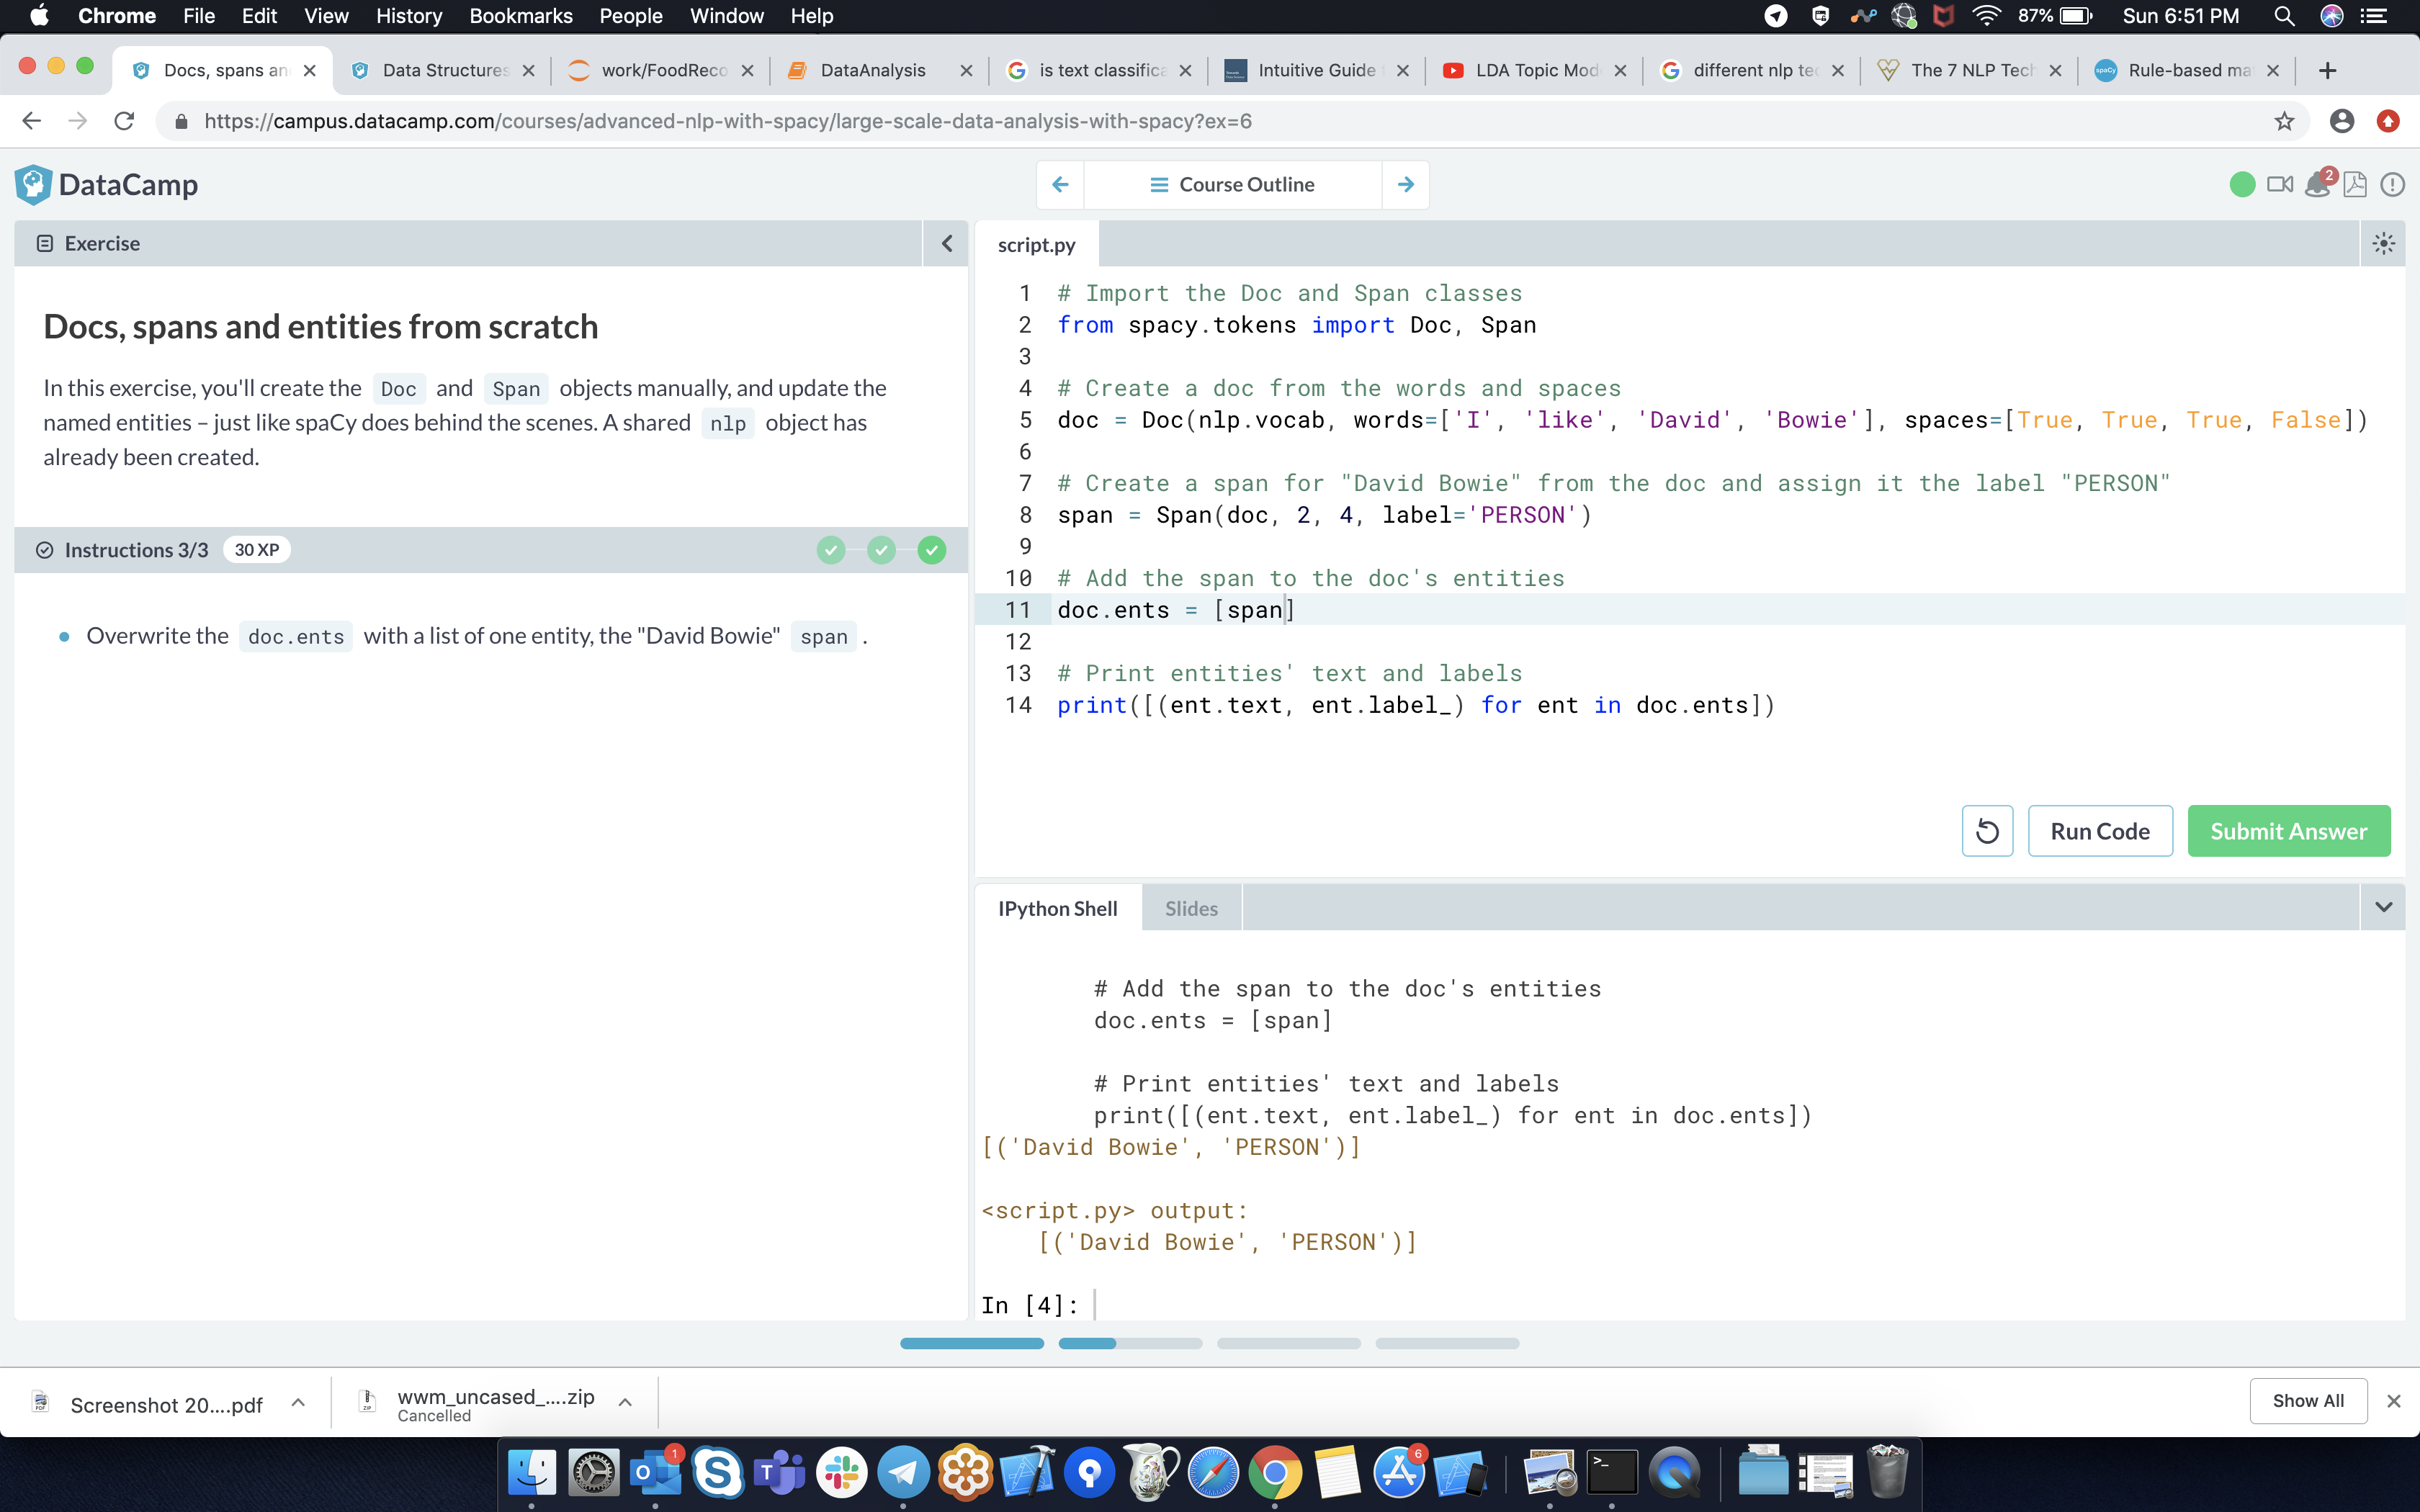 Chrome File Edit View History Bookmarks People Window Help 87% Sun 6:51 PM
Docs, spans an Data Structures work/FoodReco DataAnalysis is text classifica Intuitive Guide LDA Topic Mod different nlp tec The 7 NLP Tech spaCy Rule-based ma
https://campus.datacamp.com/courses/advanced-nlp-with-spacy/large-scale-data-analysis-with-spacy?ex=6
DataCamp
Course Outline
2
Exercise
Docs, spans and entities from scratch
In this exercise, you'll create the Doc and Span objects manually, and update the
named entities – just like spaCy does behind the scenes. A shared nlp object has
already been created.
Instructions 3/3 30 XP
Overwrite the doc.ents with a list of one entity, the "David Bowie" span .
script.py
1 # Import the Doc and Span classes
2 from spacy.tokens import Doc, Span
3
4 # Create a doc from the words and spaces
5 doc = Doc(nlp.vocab, words=['I', 'like', 'David', 'Bowie'], spaces=[True, True, True, False])
6
7 # Create a span for "David Bowie" from the doc and assign it the label "PERSON"
8 span = Span(doc, 2, 4, label='PERSON')
9
10 # Add the span to the doc's entities
11 doc.ents = [span]
12
13 # Print entities' text and labels
14 print([(ent.text, ent.label_) for ent in doc.ents])
Run Code
Submit Answer
IPython Shell Slides
# Add the span to the doc's entities
doc.ents = [span]
# Print entities' text and labels
print([(ent.text, ent.label_) for ent in doc.ents])
[('David Bowie', 'PERSON')]
<script.py> output:
[('David Bowie', 'PERSON')]
In [4]:
Screenshot 20....pdf
wwm_uncased_....zip
Cancelled
Show All
1
6